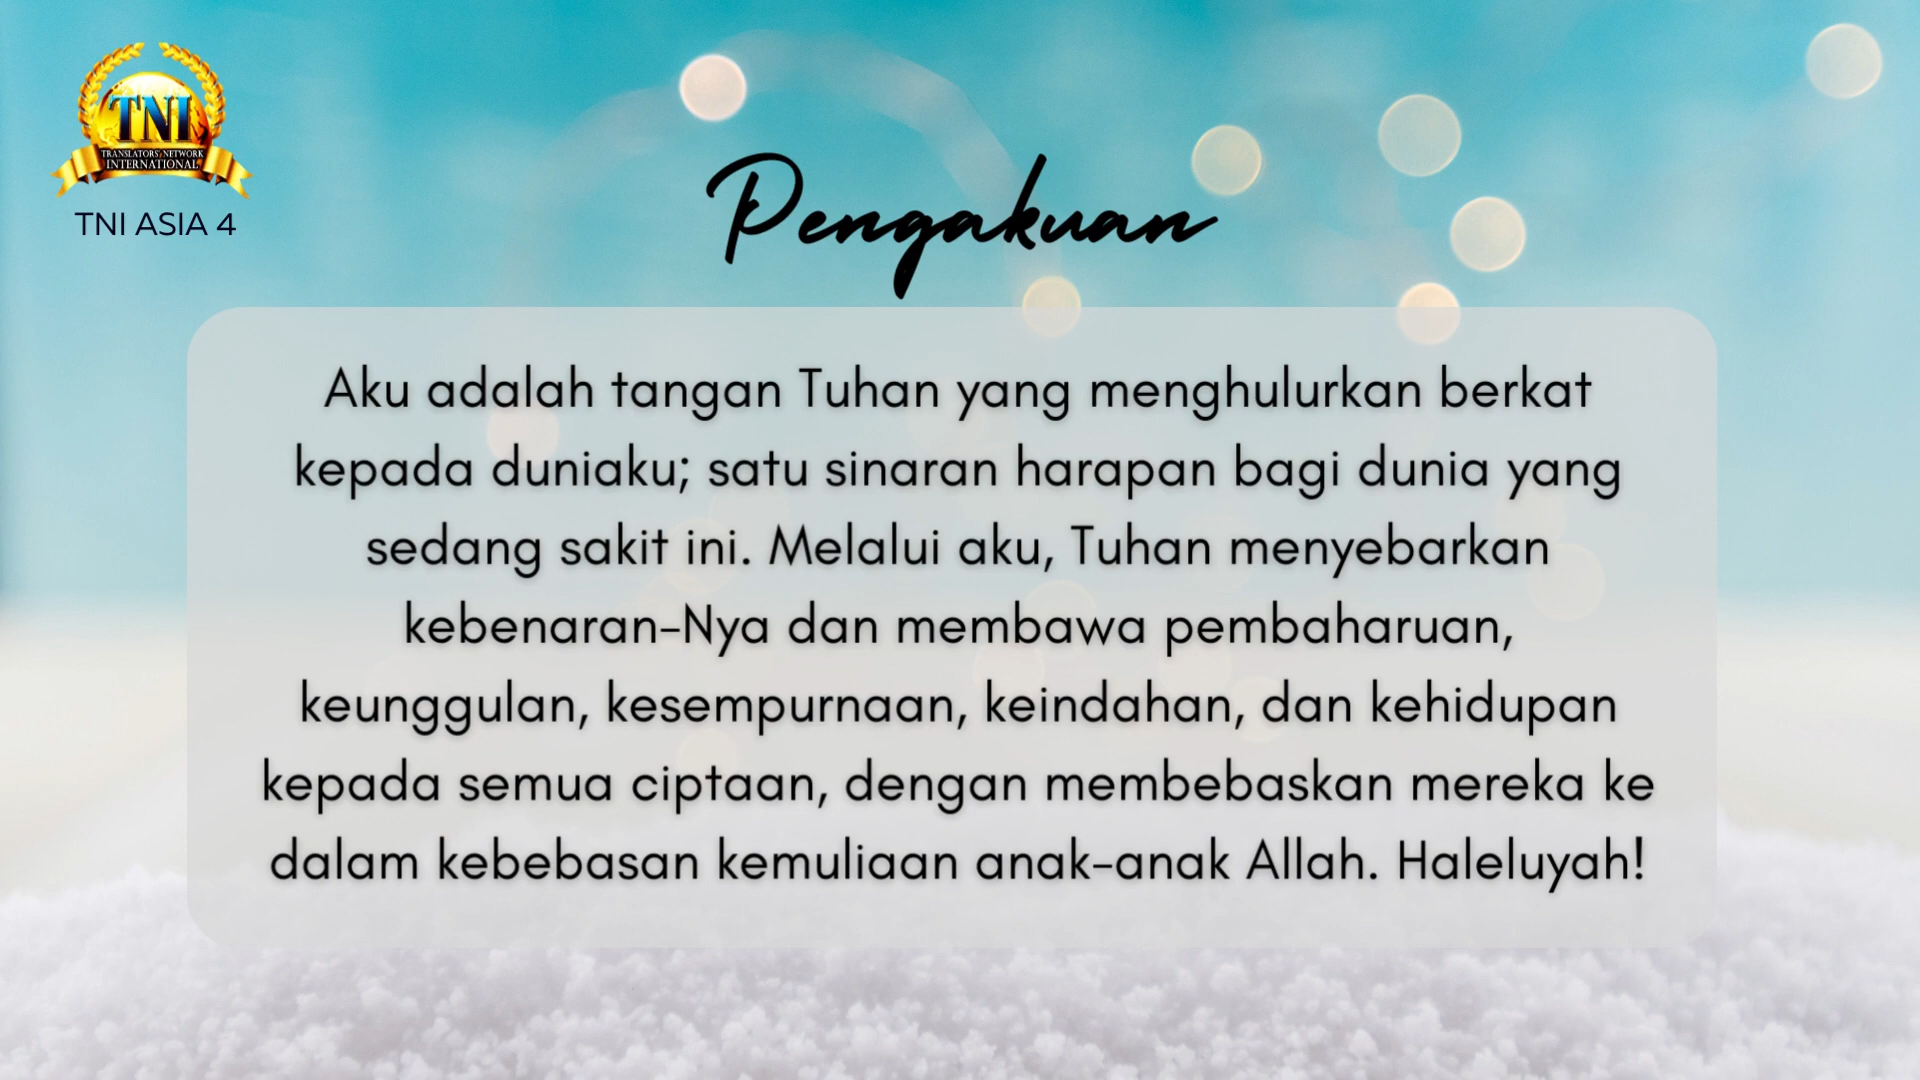 TNI
TRANSLATORS' NETWORK
INTERNATIONAL
TNI ASIA 4
Pengakuan
Aku adalah tangan Tuhan yang menghulurkan berkat
kepada duniaku; satu sinaran harapan bagi dunia yang
sedang sakit ini. Melalui aku, Tuhan menyebarkan
kebenaran-Nya dan membawa pembaharuan,
keunggulan, kesempurnaan, keindahan, dan kehidupan
kepada semua ciptaan, dengan membebaskan mereka ke
dalam kebebasan kemuliaan anak-anak Allah. Haleluyah!